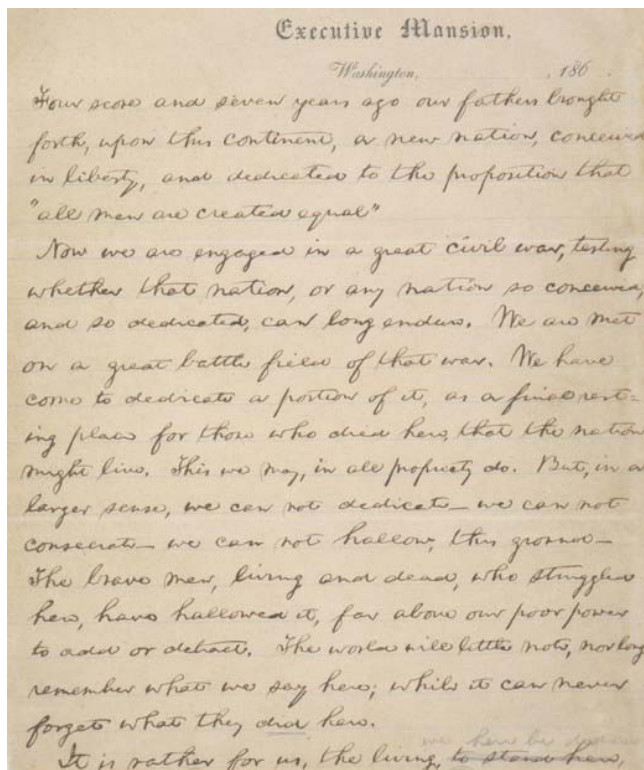 Executive Mansion,
Washington, , 186 .
Four score and seven years ago our fathers brought
forth, upon this continent, a new nation, conceived
in liberty, and dedicated to the proposition that
"all men are created equal"
Now we are engaged in a great civil war, testing
whether that nation, or any nation so conceived,
and so dedicated, can long endure. We are met
on a great battle field of that war. We have
come to dedicate a portion of it, as a final rest-
ing place for those who died here, that the nation
might live. This we may, in all propriety do. But, in a
larger sense, we can not dedicate — we can not
consecrate — we can not hallow, this ground —
The brave men, living and dead, who struggled
here, have hallowed it, far above our poor power
to add or detract. The world will little note, nor long
remember what we say here; while it can never
forget what they did here.
we here be dedica
It is rather for us, the living, to stand here,